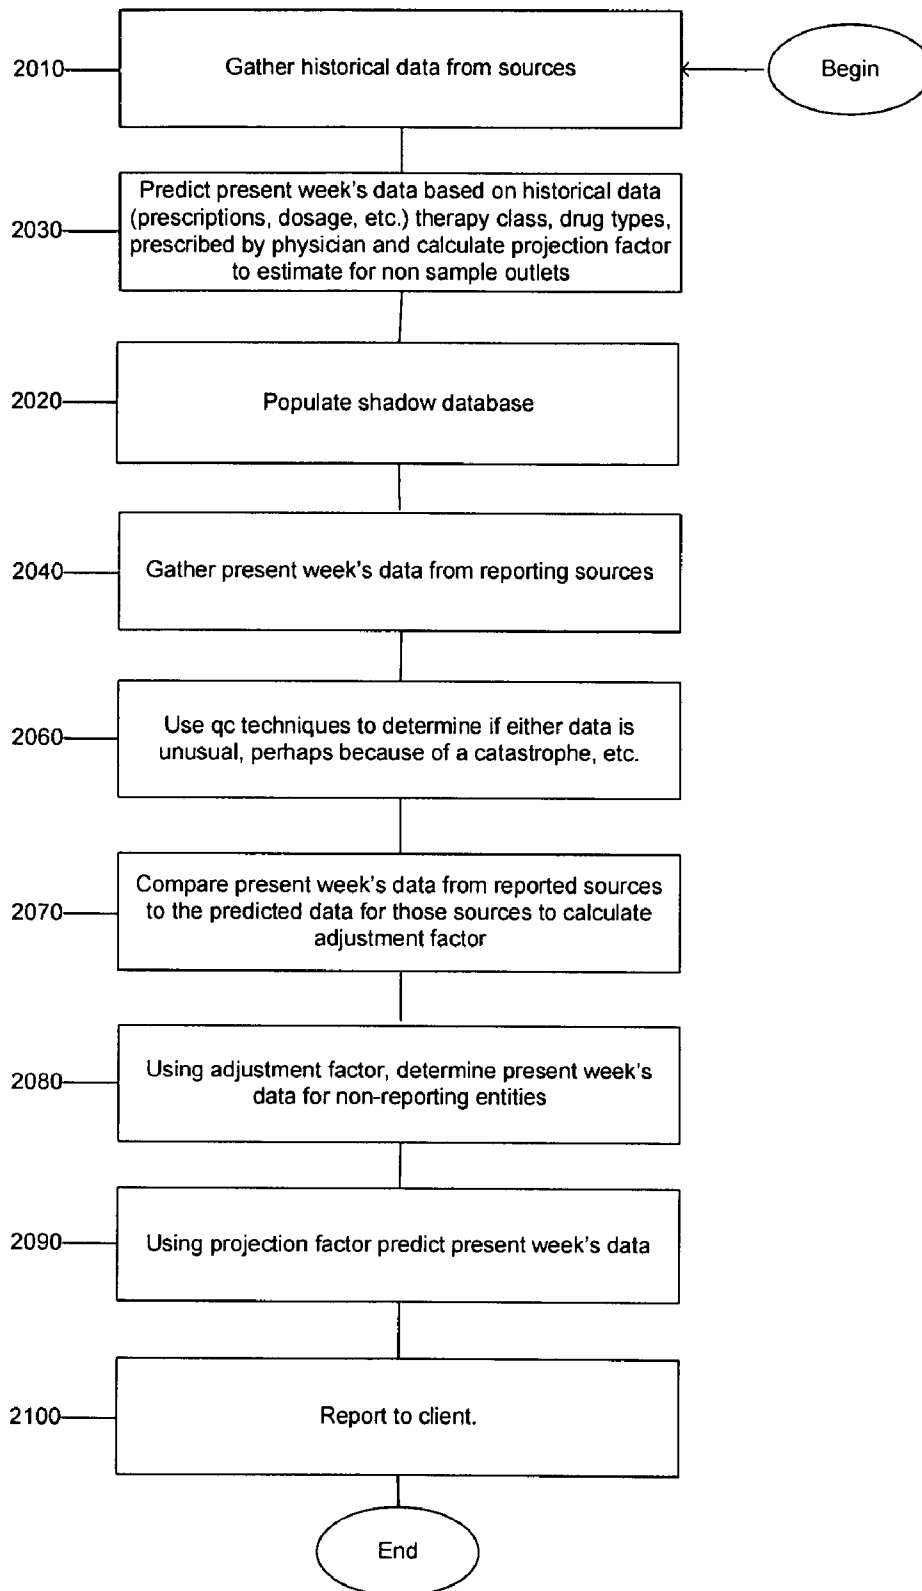 2010
Gather historical data from sources
Begin
2030
Predict present week's data based on historical data
(prescriptions, dosage, etc.) therapy class, drug types,
prescribed by physician and calculate projection factor
to estimate for non sample outlets
2020
Populate shadow database
2040
Gather present week's data from reporting sources
2060
Use qc techniques to determine if either data is
unusual, perhaps because of a catastrophe, etc.
2070
Compare present week's data from reported sources
to the predicted data for those sources to calculate
adjustment factor
2080
Using adjustment factor, determine present week's
data for non-reporting entities
2090
Using projection factor predict present week's data
2100
Report to client.
End